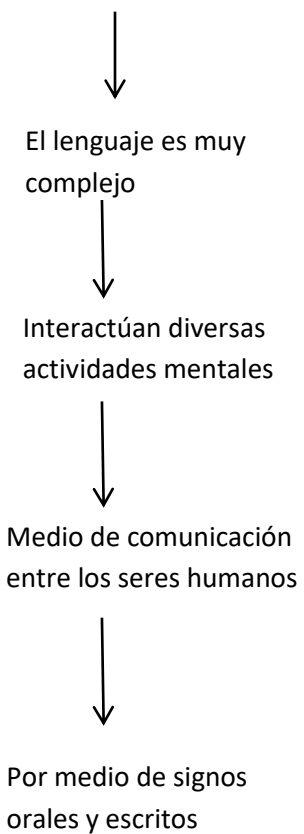 El lenguaje es muy
complejo
Interactúan diversas
actividades mentales
Medio de comunicación
entre los seres humanos
Por medio de signos
orales y escritos